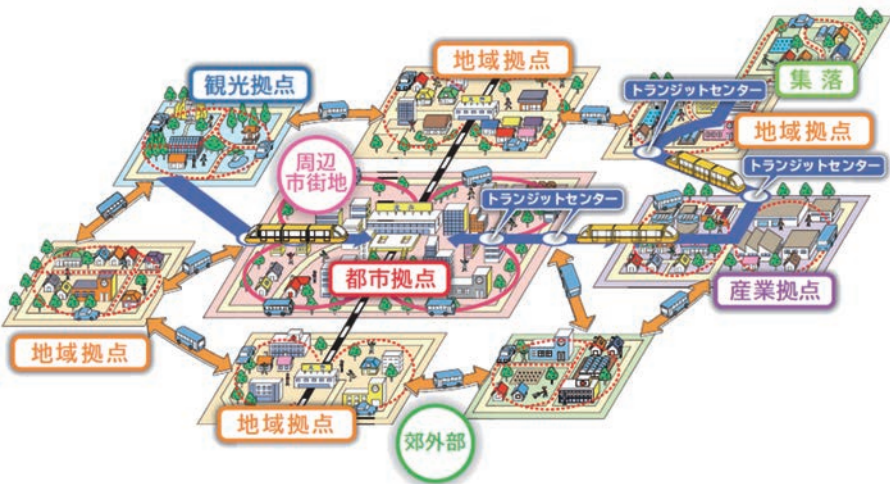 地域拠点
観光拠点
トランジットセンター
集落
地域拠点
周辺
市街地
トランジットセンター
トランジットセンター
都市拠点
産業拠点
地域拠点
地域拠点
郊外部